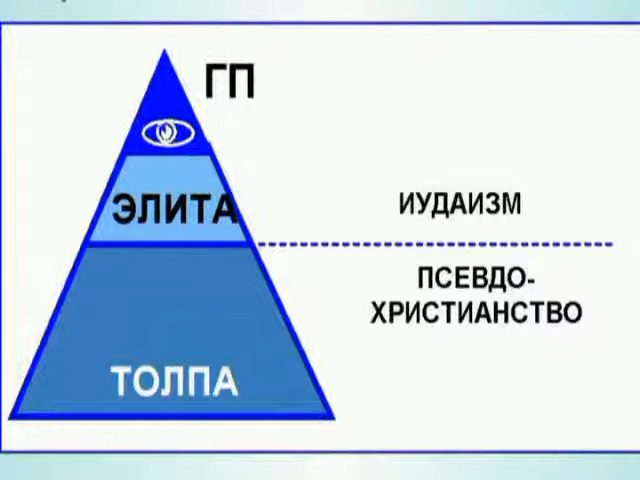 ГП
ЭЛИТА
ИУДАИЗМ
ПСЕВДО-
ХРИСТИАНСТВО
ТОЛПА